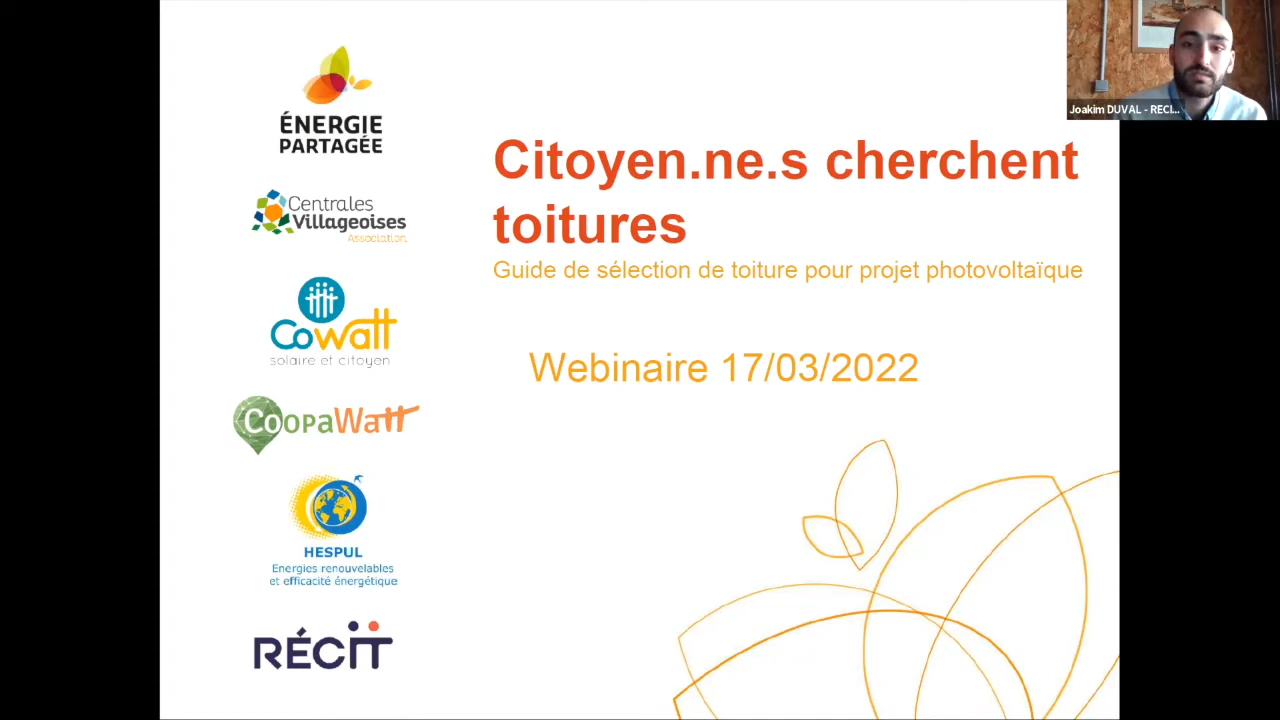 ÉNERGIE
PARTAGÉE
Centrales
Villageoises
Association
Cowatt
solaire et citoyen
CoopaWatt
HESPUL
Energies renouvelables
et efficacité énergétique
RÉCIT
Citoyen.ne.s cherchent
toitures
Guide de sélection de toiture pour projet photovoltaïque
Webinaire 17/03/2022
Joakim DUVAL - RECI...